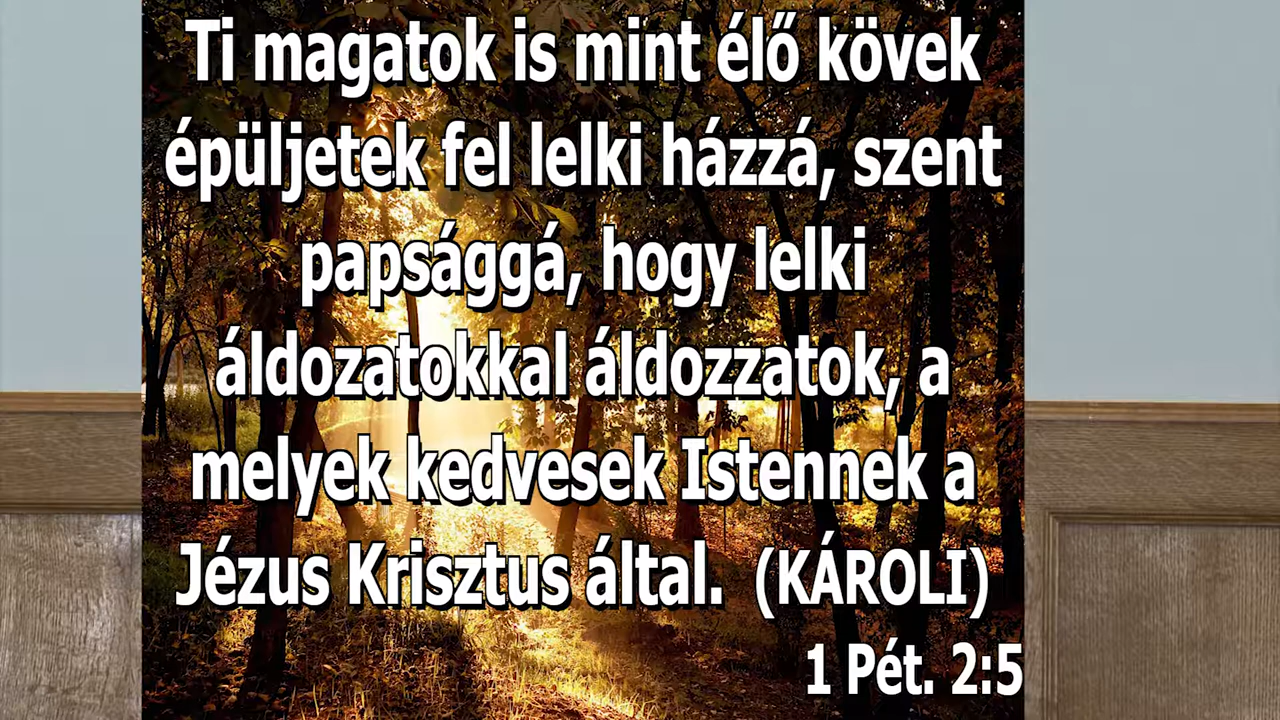 Ti magatok is mint élő kövek
épüljetek fel lelki házzá, szent
papsággá, hogy lelki
áldozatokkal áldozzatok, a
melyek kedvesek Istennek a
Jézus Krisztus által. (KÁROLI)
1 Pét. 2:5